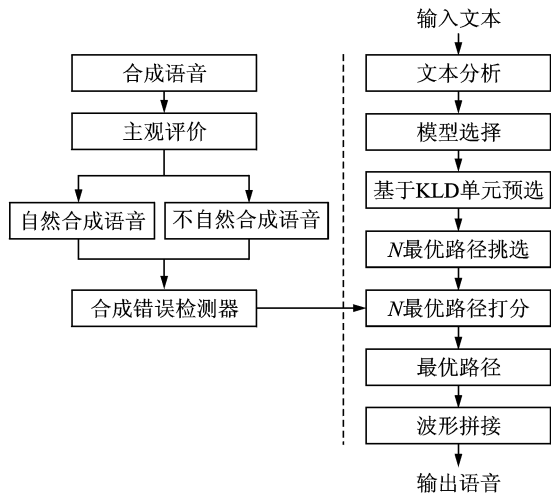 合成语音
主观评价
自然合成语音
不自然合成语音
合成错误检测器
输入文本
文本分析
模型选择
基于KLD单元预选
N最优路径挑选
N最优路径打分
最优路径
波形拼接
输出语音